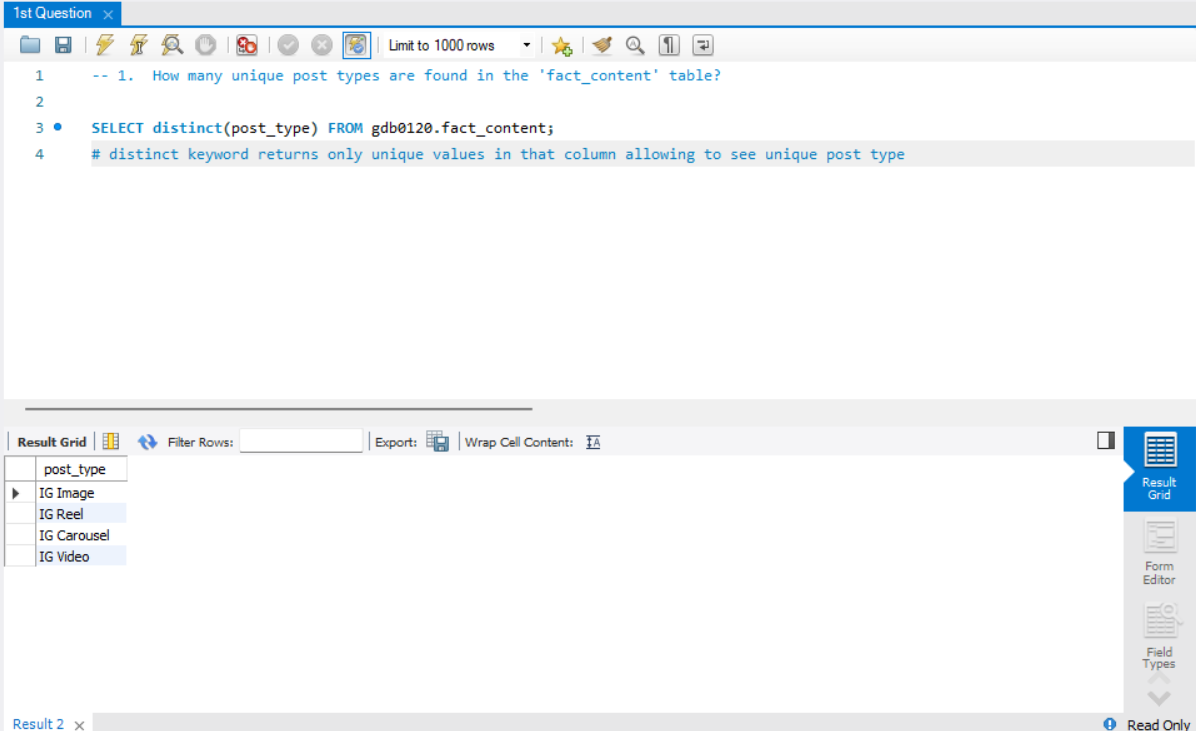 1st Question
Limit to 1000 rows
1 -- 1.  How many unique post types are found in the 'fact_content' table?
2
3 SELECT distinct(post_type) FROM gdb0120.fact_content;
4 # distinct keyword returns only unique values in that column allowing to see unique post type
Result Grid Filter Rows: Export: Wrap Cell Content:
post_type
IG Image
IG Reel
IG Carousel
IG Video
Result
Grid
Form
Editor
Field
Types
Result 2 Read Only